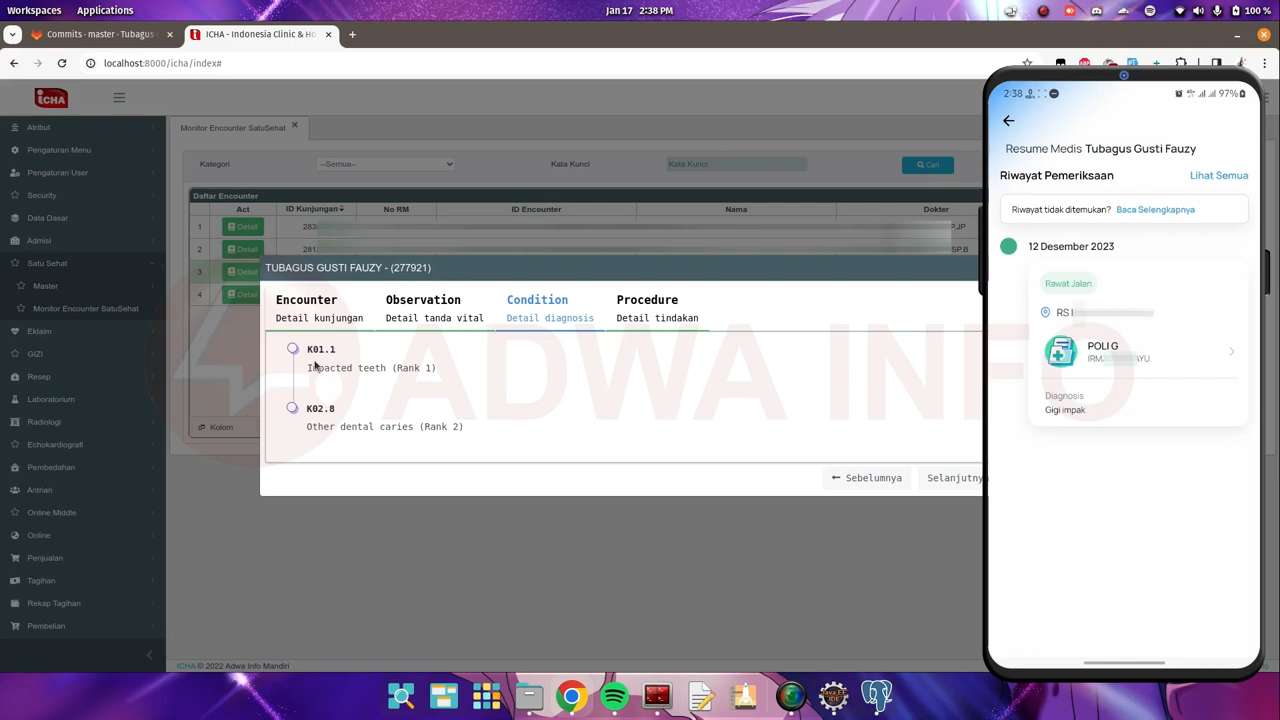 Workspaces Applications Jan 17 2:38 PM 100 %
Commits · master · Tubagus
ICHA - Indonesia Clinic & Ho
localhost:8000/icha/index#
iCHA
Atribut
Pengaturan Menu
Pengaturan User
Security
Data Dasar
Admisi
Satu Sehat
Master
Monitor Encounter SatuSehat
Eklaim
GIZI
Resep
Laboratorium
Radiologi
Echokardiografi
Pembedahan
Antrian
Online Middle
Online
Penjualan
Tagihan
Rekap Tagihan
Pembelian
Monitor Encounter SatuSehat
Kategori --Semua-- Kata Kunci Kata Kunci Cari
Daftar Encounter
Act ID Kunjungan No RM ID Encounter Nama Dokter
1 Detail 283 P.JP
2 Detail 281 SP.B
3 Detail
4 Detail
Kolom
TUBAGUS GUSTI FAUZY - (277921)
Encounter Observation Condition Procedure
Detail kunjungan Detail tanda vital Detail diagnosis Detail tindakan
K01.1
Impacted teeth (Rank 1)
K02.8
Other dental caries (Rank 2)
Sebelumnya Selanjutny
ADWA INFO
ICHA © 2022 Adwa Info Mandiri
2:38 97%
Resume Medis Tubagus Gusti Fauzy
Riwayat Pemeriksaan Lihat Semua
Riwayat tidak ditemukan? Baca Selengkapnya
12 Desember 2023
Rawat Jalan
RS
POLI G
IRM AYU
Diagnosis
Gigi impak